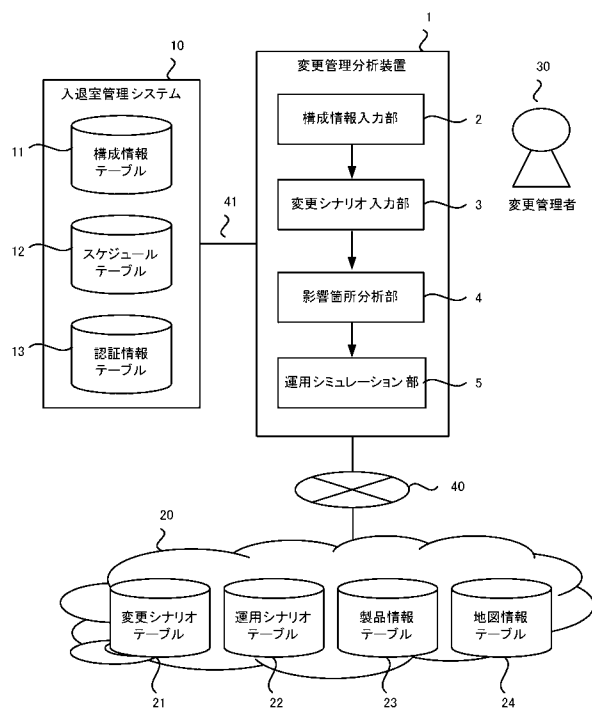 1
10
変更管理分析装置
30
入退室管理システム
構成情報入力部
2
11
構成情報
テーブル
変更管理者
変更シナリオ入力部
3
41
12
スケジュール
テーブル
影響箇所分析部
4
13
認証情報
テーブル
運用シミュレーション部
5
40
20
変更シナリオ
テーブル
運用シナリオ
テーブル
製品情報
テーブル
地図情報
テーブル
21
22
23
24